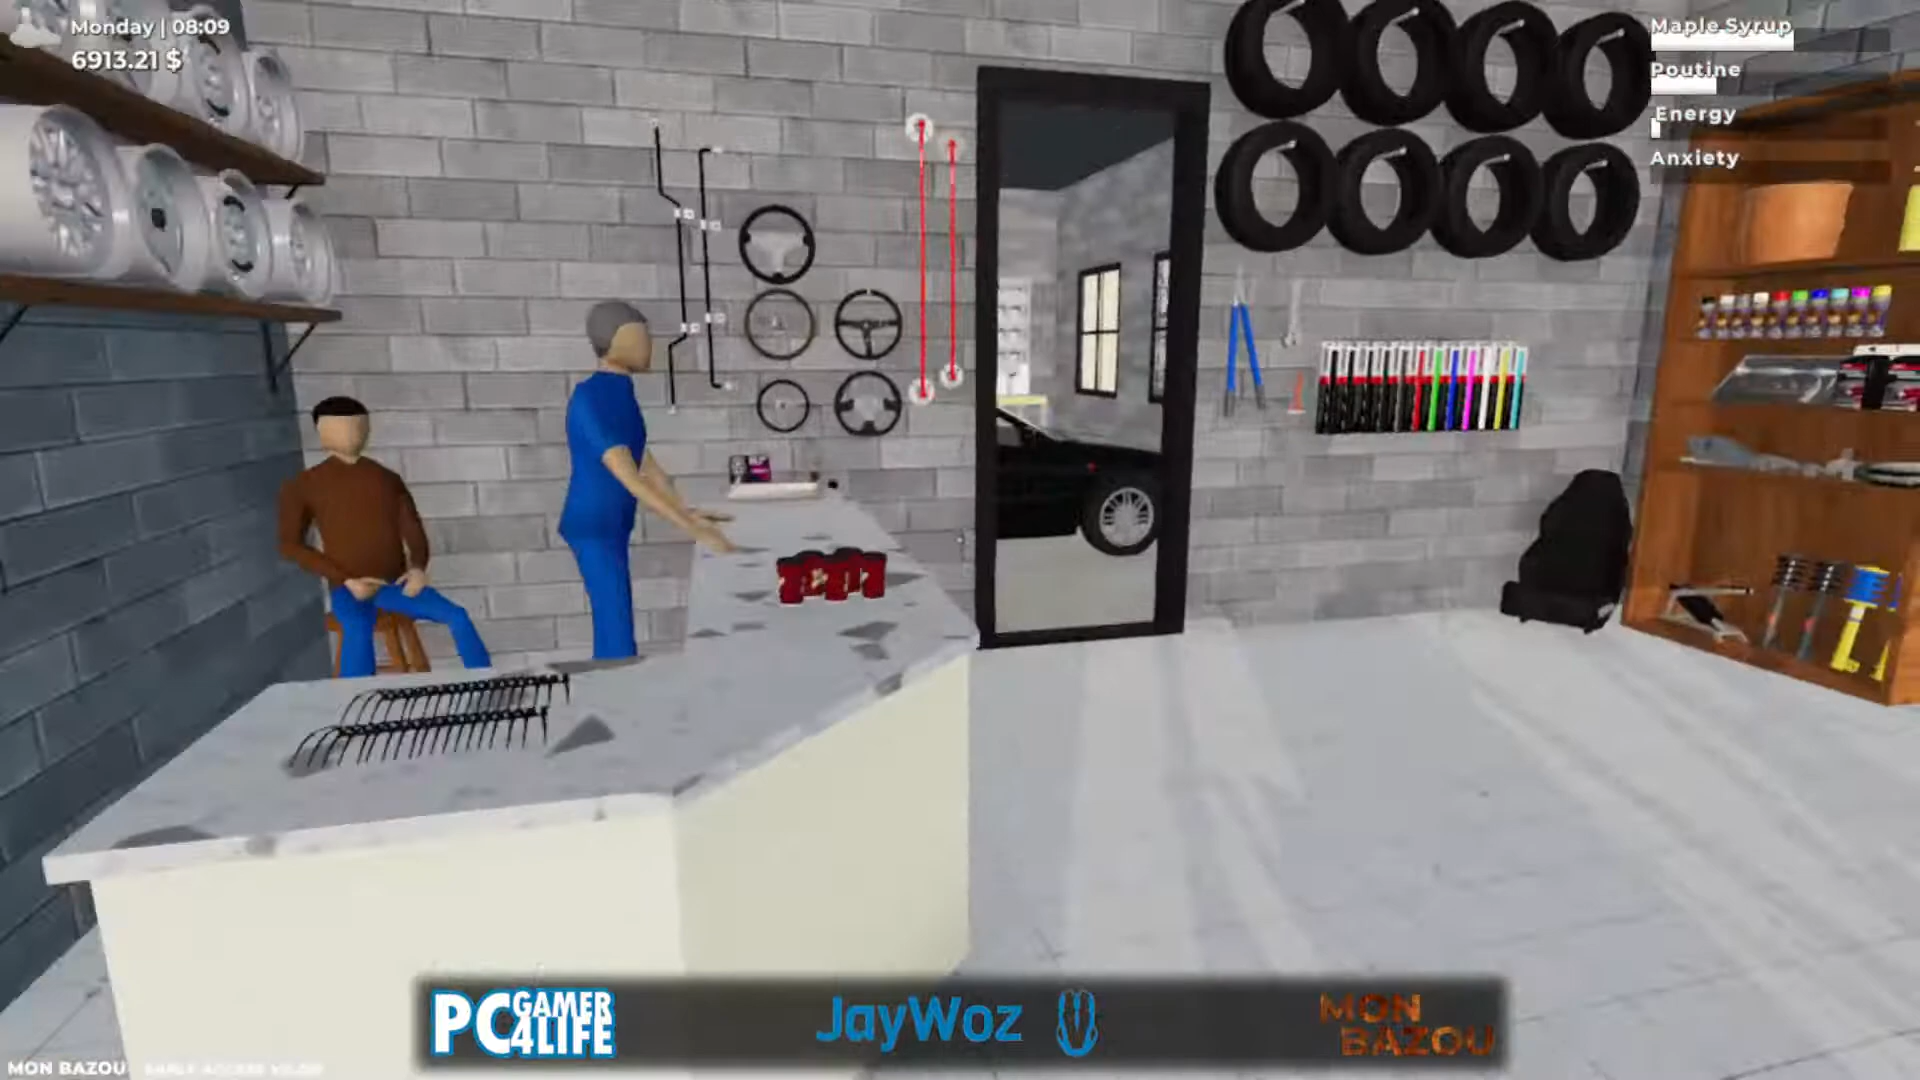 Monday | 08:09
6913.21 $
Maple Syrup
Poutine
Energy
Anxiety
PC GAMER 4LIFE
JayWoz
MON BAZOU
MON BAZOU